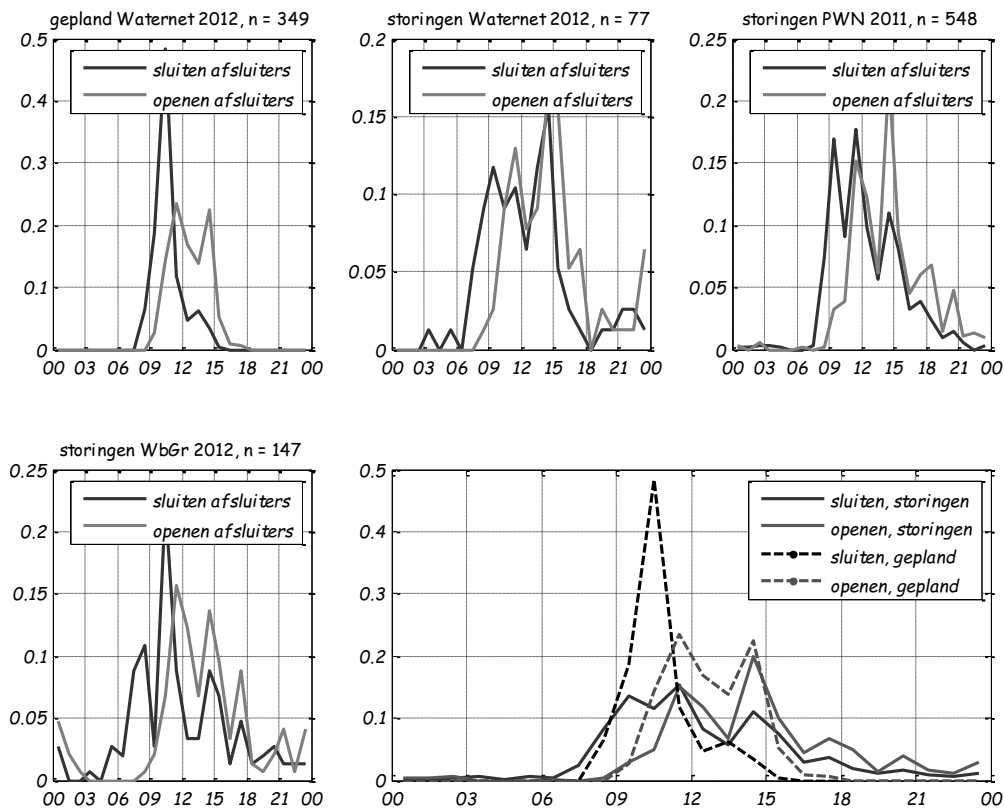 gepland Waternet 2012, n = 349
0.5
0.4
0.3
0.2
0.1
0
00 03 06 09 12 15 18 21 00
sluiten afsluiters
openen afsluiters
storingen Waternet 2012, n = 77
0.2
0.15
0.1
0.05
0
00 03 06 09 12 15 18 21 00
sluiten afsluiters
openen afsluiters
storingen PWN 2011, n = 548
0.25
0.2
0.15
0.1
0.05
0
00 03 06 09 12 15 18 21 00
sluiten afsluiters
openen afsluiters
storingen WbGr 2012, n = 147
0.25
0.2
0.15
0.1
0.05
0
00 03 06 09 12 15 18 21 00
sluiten afsluiters
openen afsluiters
0.5
0.4
0.3
0.2
0.1
0
00 03 06 09 12 15 18 21 00
sluiten, storingen
openen, storingen
sluiten, gepland
openen, gepland